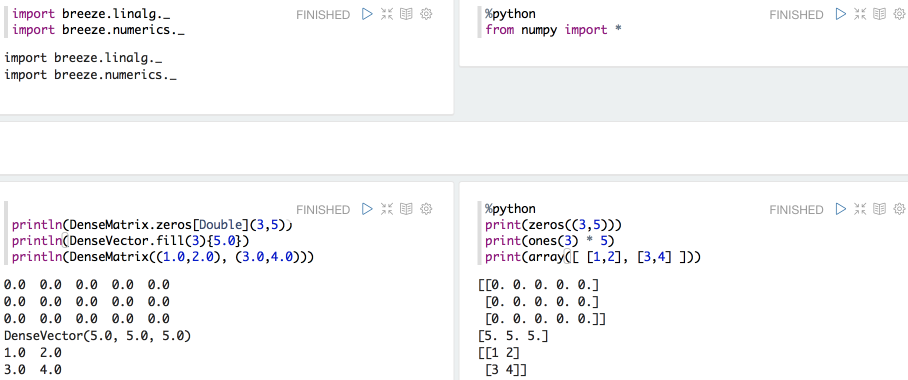 import breeze.linalg._
import breeze.numerics._
FINISHED
import breeze.linalg._
import breeze.numerics._
%python
from numpy import *
FINISHED
println(DenseMatrix.zeros[Double](3,5))
println(DenseVector.fill(3){5.0})
println(DenseMatrix((1.0,2.0), (3.0,4.0)))
FINISHED
0.0 0.0 0.0 0.0 0.0
0.0 0.0 0.0 0.0 0.0
0.0 0.0 0.0 0.0 0.0
DenseVector(5.0, 5.0, 5.0)
1.0 2.0
3.0 4.0
%python
print(zeros((3,5)))
print(ones(3) * 5)
print(array([ [1,2], [3,4] ]))
FINISHED
[[0. 0. 0. 0. 0.]
[0. 0. 0. 0. 0.]
[0. 0. 0. 0. 0.]]
[5. 5. 5.]
[[1 2]
[3 4]]